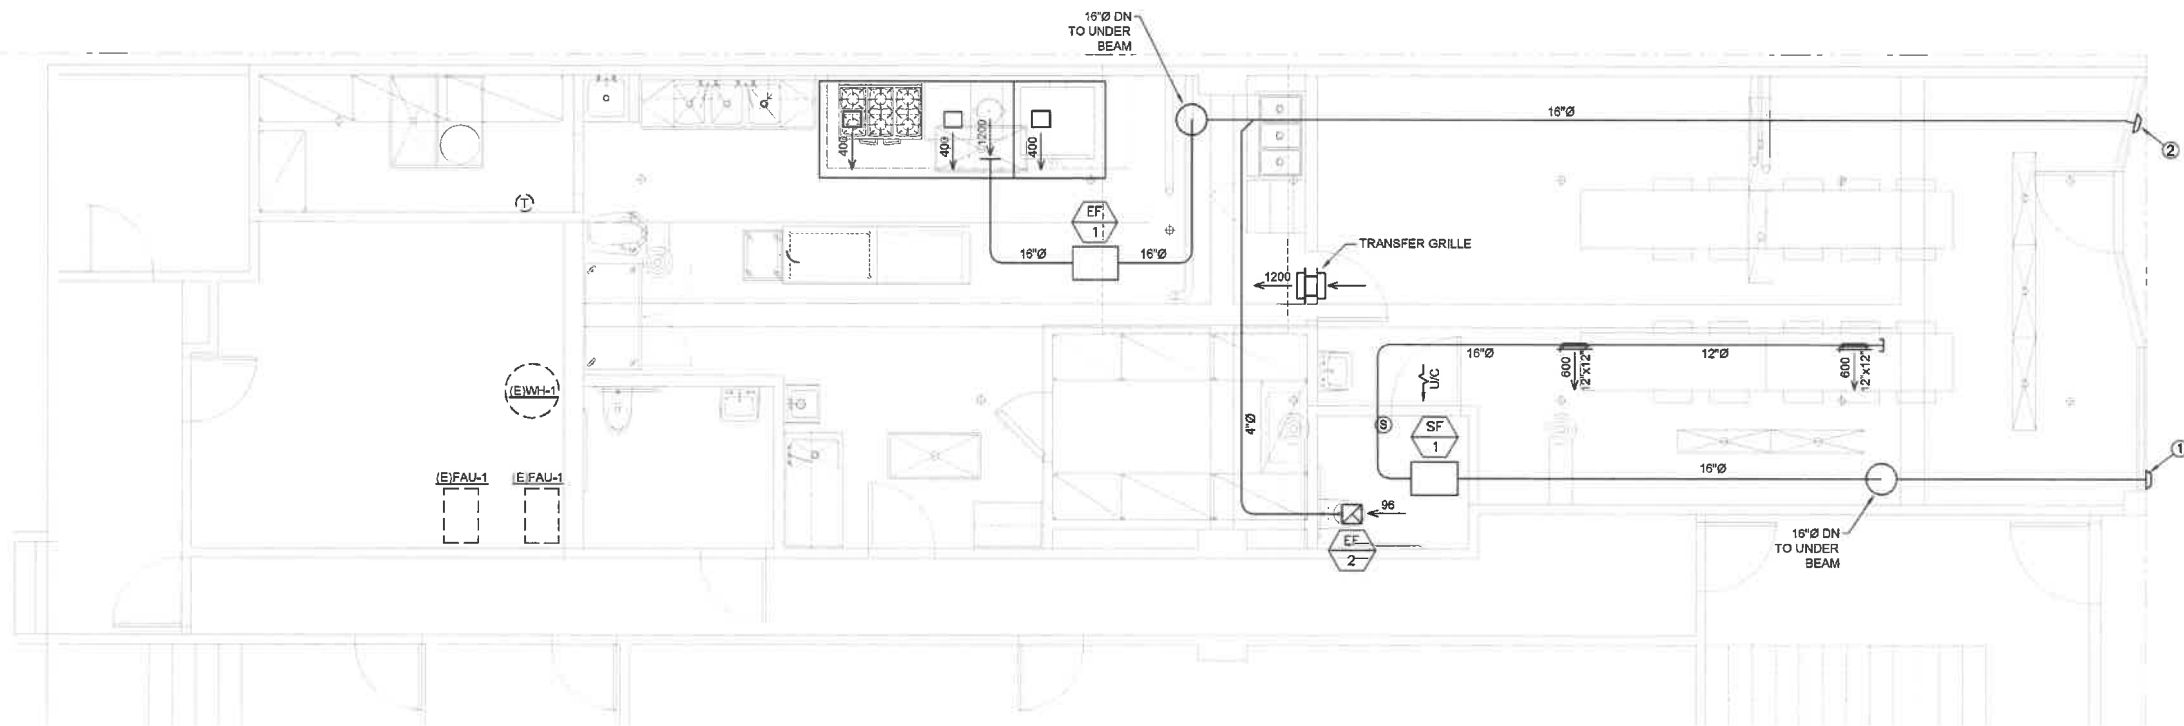 16"Ø DN
TO UNDER
BEAM
16"Ø
2
400
400
1200
400
T
EF
1
16"Ø
16"Ø
TRANSFER GRILLE
1200
16"Ø
12"Ø
600
12"x12"
600
12"x12"
U/C
(E)WH-1
4"Ø
S
SF
1
16"Ø
1
(E)FAU-1
(E)FAU-1
96
EF
2
16"Ø DN
TO UNDER
BEAM